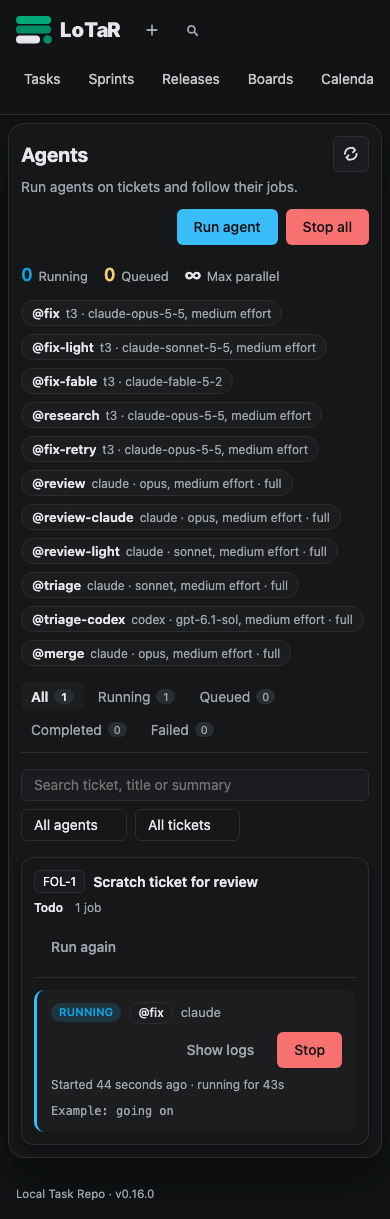 LoTaR
Tasks Sprints Releases Boards Calenda
Agents
Run agents on tickets and follow their jobs.
Run agent Stop all
0 Running 0 Queued ∞ Max parallel
@fix t3 · claude-opus-5-5, medium effort
@fix-light t3 · claude-sonnet-5-5, medium effort
@fix-fable t3 · claude-fable-5-2
@research t3 · claude-opus-5-5, medium effort
@fix-retry t3 · claude-opus-5-5, medium effort
@review claude · opus, medium effort · full
@review-claude claude · opus, medium effort · full
@review-light claude · sonnet, medium effort · full
@triage claude · sonnet, medium effort · full
@triage-codex codex · gpt-6.1-sol, medium effort · full
@merge claude · opus, medium effort · full
All 1 Running 1 Queued 0
Completed 0 Failed 0
Search ticket, title or summary
All agents All tickets
FOL-1 Scratch ticket for review
Todo 1 job
Run again
RUNNING @fix claude
Show logs Stop
Started 44 seconds ago · running for 43s
Example: going on
Local Task Repo · v0.16.0